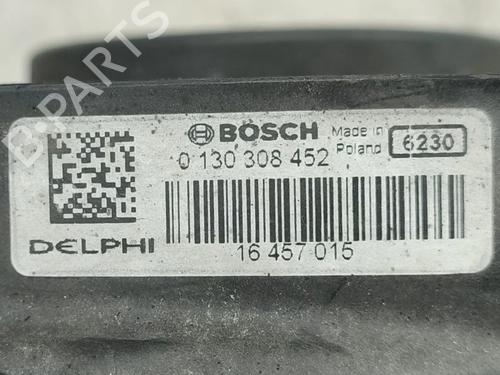 B-PARTS
BOSCH
Made in
Poland
6230
0 130 308 452
DELPHI
16 457 015